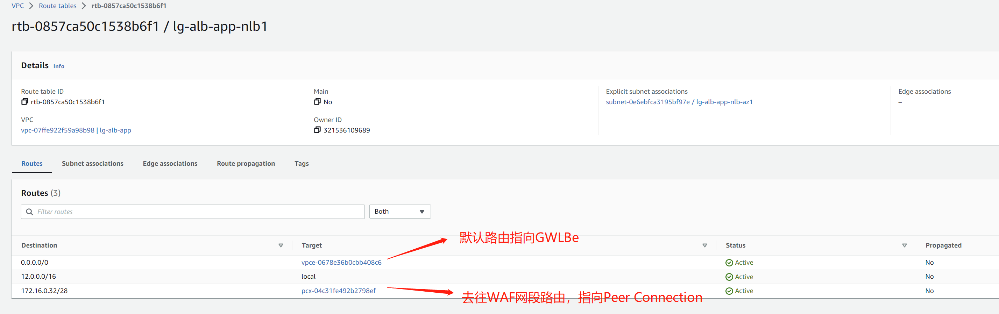 VPC > Route tables > rtb-0857ca50c1538b6f1
rtb-0857ca50c1538b6f1 / lg-alb-app-nlb1
Details Info
Route table ID
rtb-0857ca50c1538b6f1
Main
No
Explicit subnet associations
subnet-0e6ebfca3195bf97e / lg-alb-app-nlb-az1
Edge associations
–
VPC
vpc-07ffe922f59a98b98 | lg-alb-app
Owner ID
321536109689
Routes
Subnet associations
Edge associations
Route propagation
Tags
Routes (3)
Filter routes
Both
默认路由指向GWLBe
Destination Target Status Propagated
0.0.0.0/0 vpce-0678e36b0cbb408c6 Active No
12.0.0.0/16 local Active No
172.16.0.32/28 pcx-04c31fe492b2798ef Active No
去往WAF网段路由，指向Peer Connection